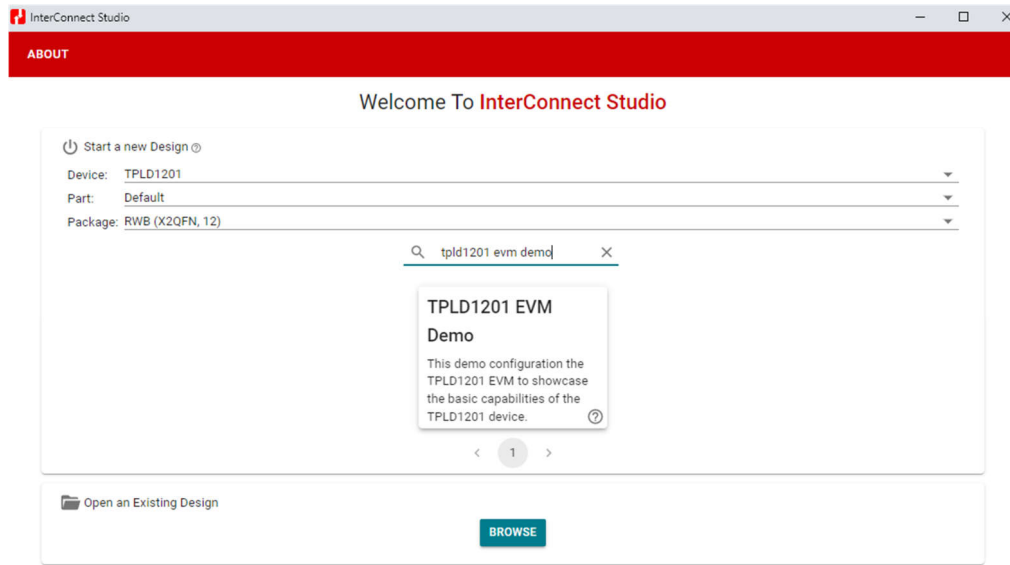 InterConnect Studio
ABOUT
Welcome To InterConnect Studio
Start a new Design
Device: TPLD1201
Part: Default
Package: RWB (X2QFN, 12)
tpld1201 evm demo
TPLD1201 EVM
Demo
This demo configuration the
TPLD1201 EVM to showcase
the basic capabilities of the
TPLD1201 device.
1
Open an Existing Design
BROWSE